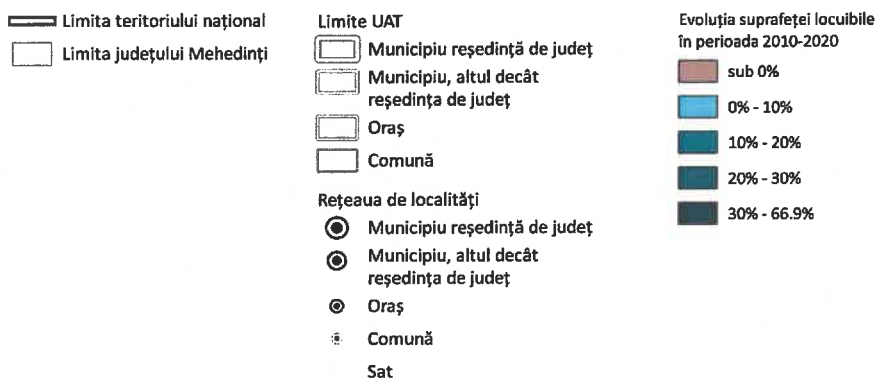 Limita teritoriului național
Limita județului Mehedinți
Limite UAT
Municipiu reședință de județ
Municipiu, altul decât
reședința de județ
Oraș
Comună
Rețeaua de localități
Municipiu reședință de județ
Municipiu, altul decât
reședința de județ
Oraș
Comună
Sat
Evoluția suprafeței locuibile
în perioada 2010-2020
sub 0%
0% - 10%
10% - 20%
20% - 30%
30% - 66.9%